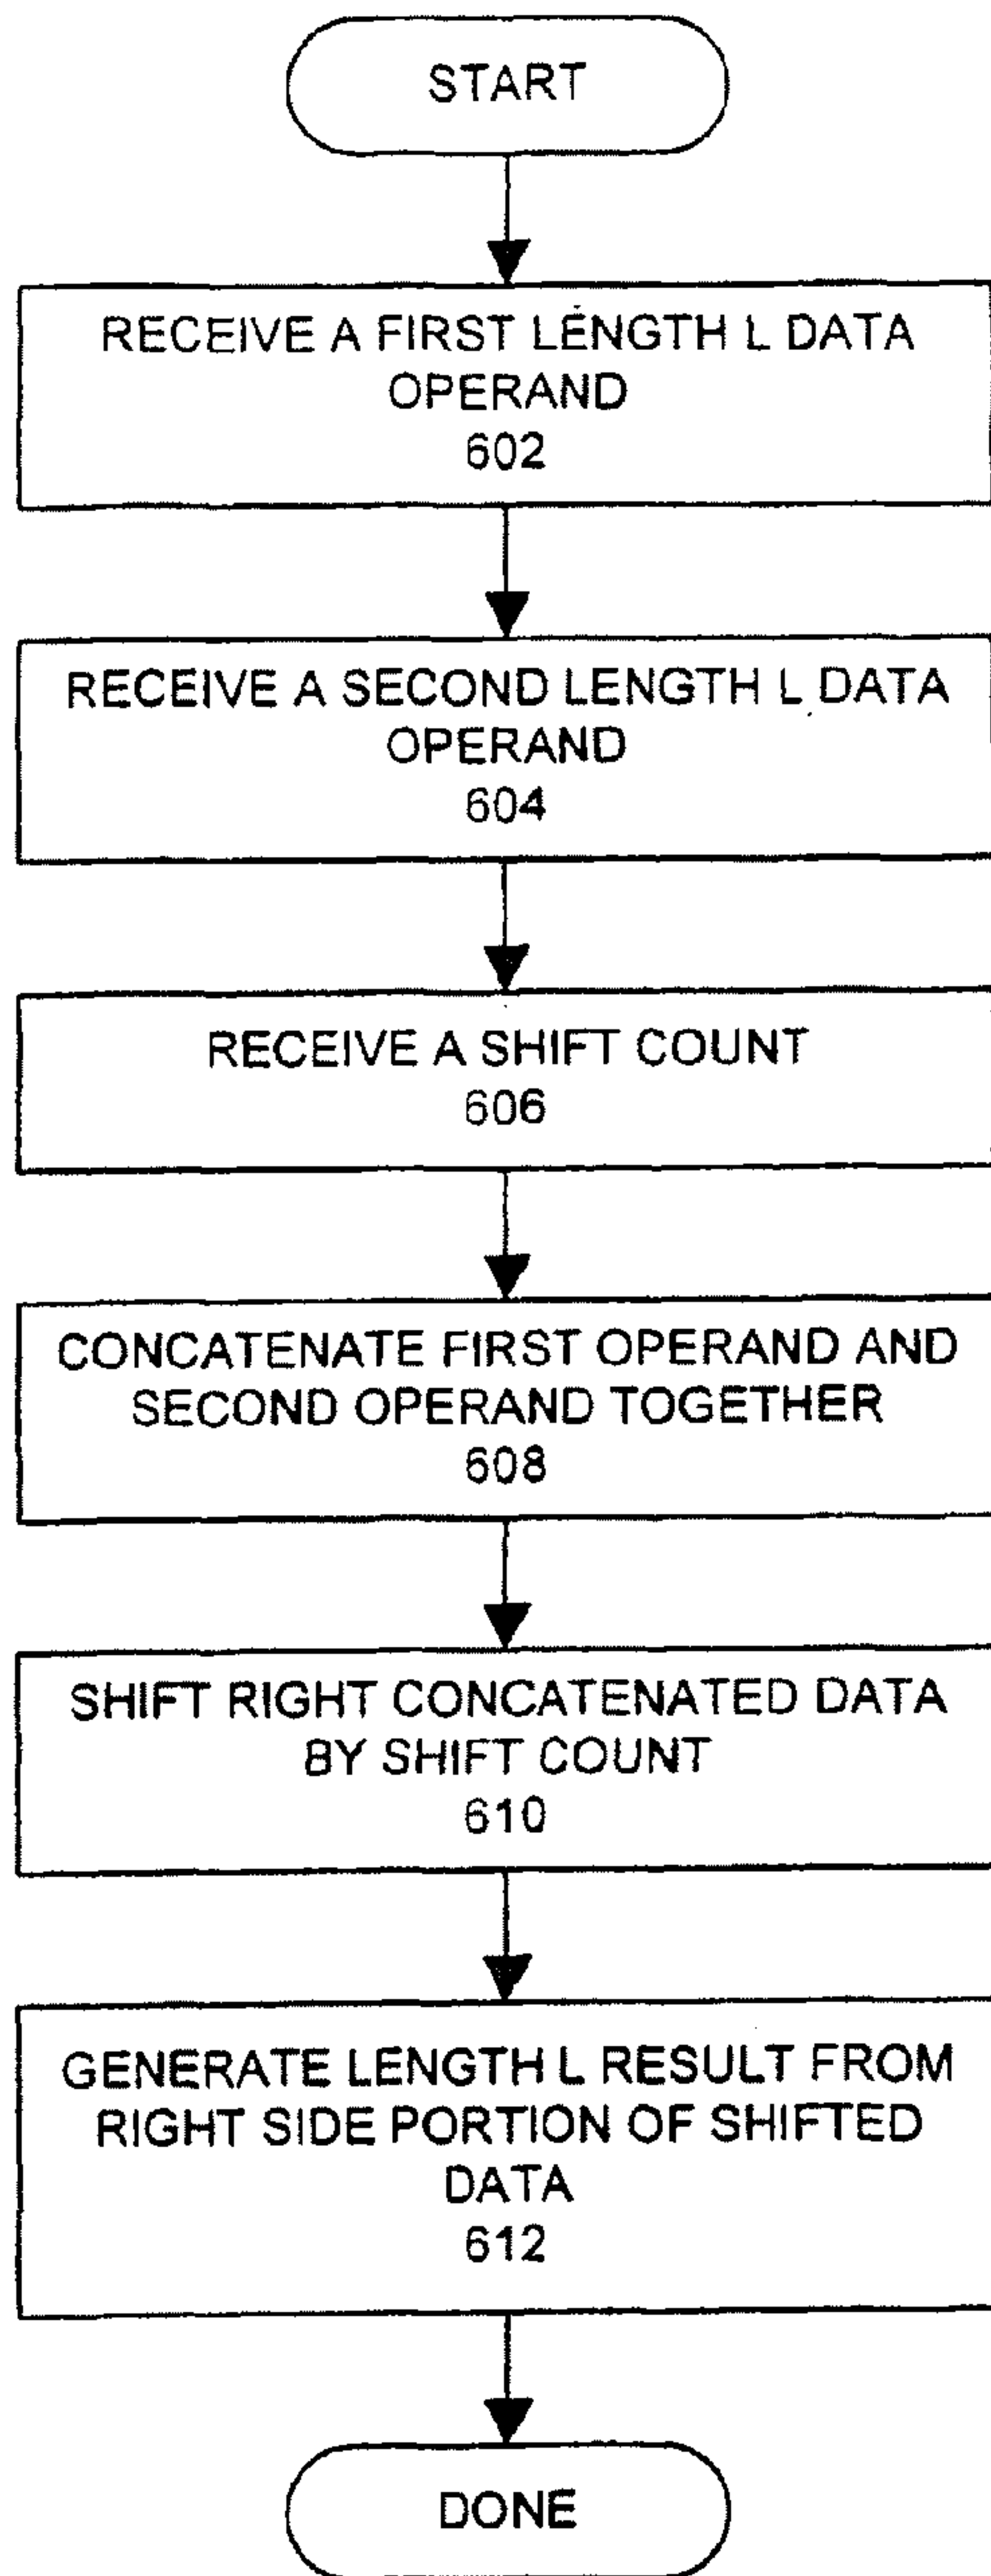 START
RECEIVE A FIRST LENGTH L DATA
OPERAND
602
RECEIVE A SECOND LENGTH L DATA
OPERAND
604
RECEIVE A SHIFT COUNT
606
CONCATENATE FIRST OPERAND AND
SECOND OPERAND TOGETHER
608
SHIFT RIGHT CONCATENATED DATA
BY SHIFT COUNT
610
GENERATE LENGTH L RESULT FROM
RIGHT SIDE PORTION OF SHIFTED
DATA
612
DONE